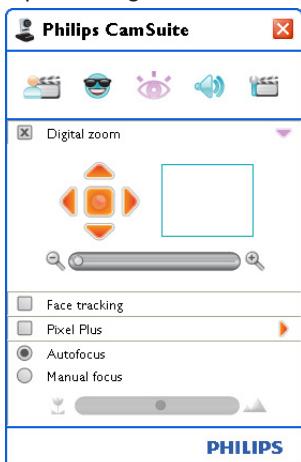 Philips CamSuite
Digital zoom
Face tracking
Pixel Plus
Autofocus
Manual focus
PHILIPS